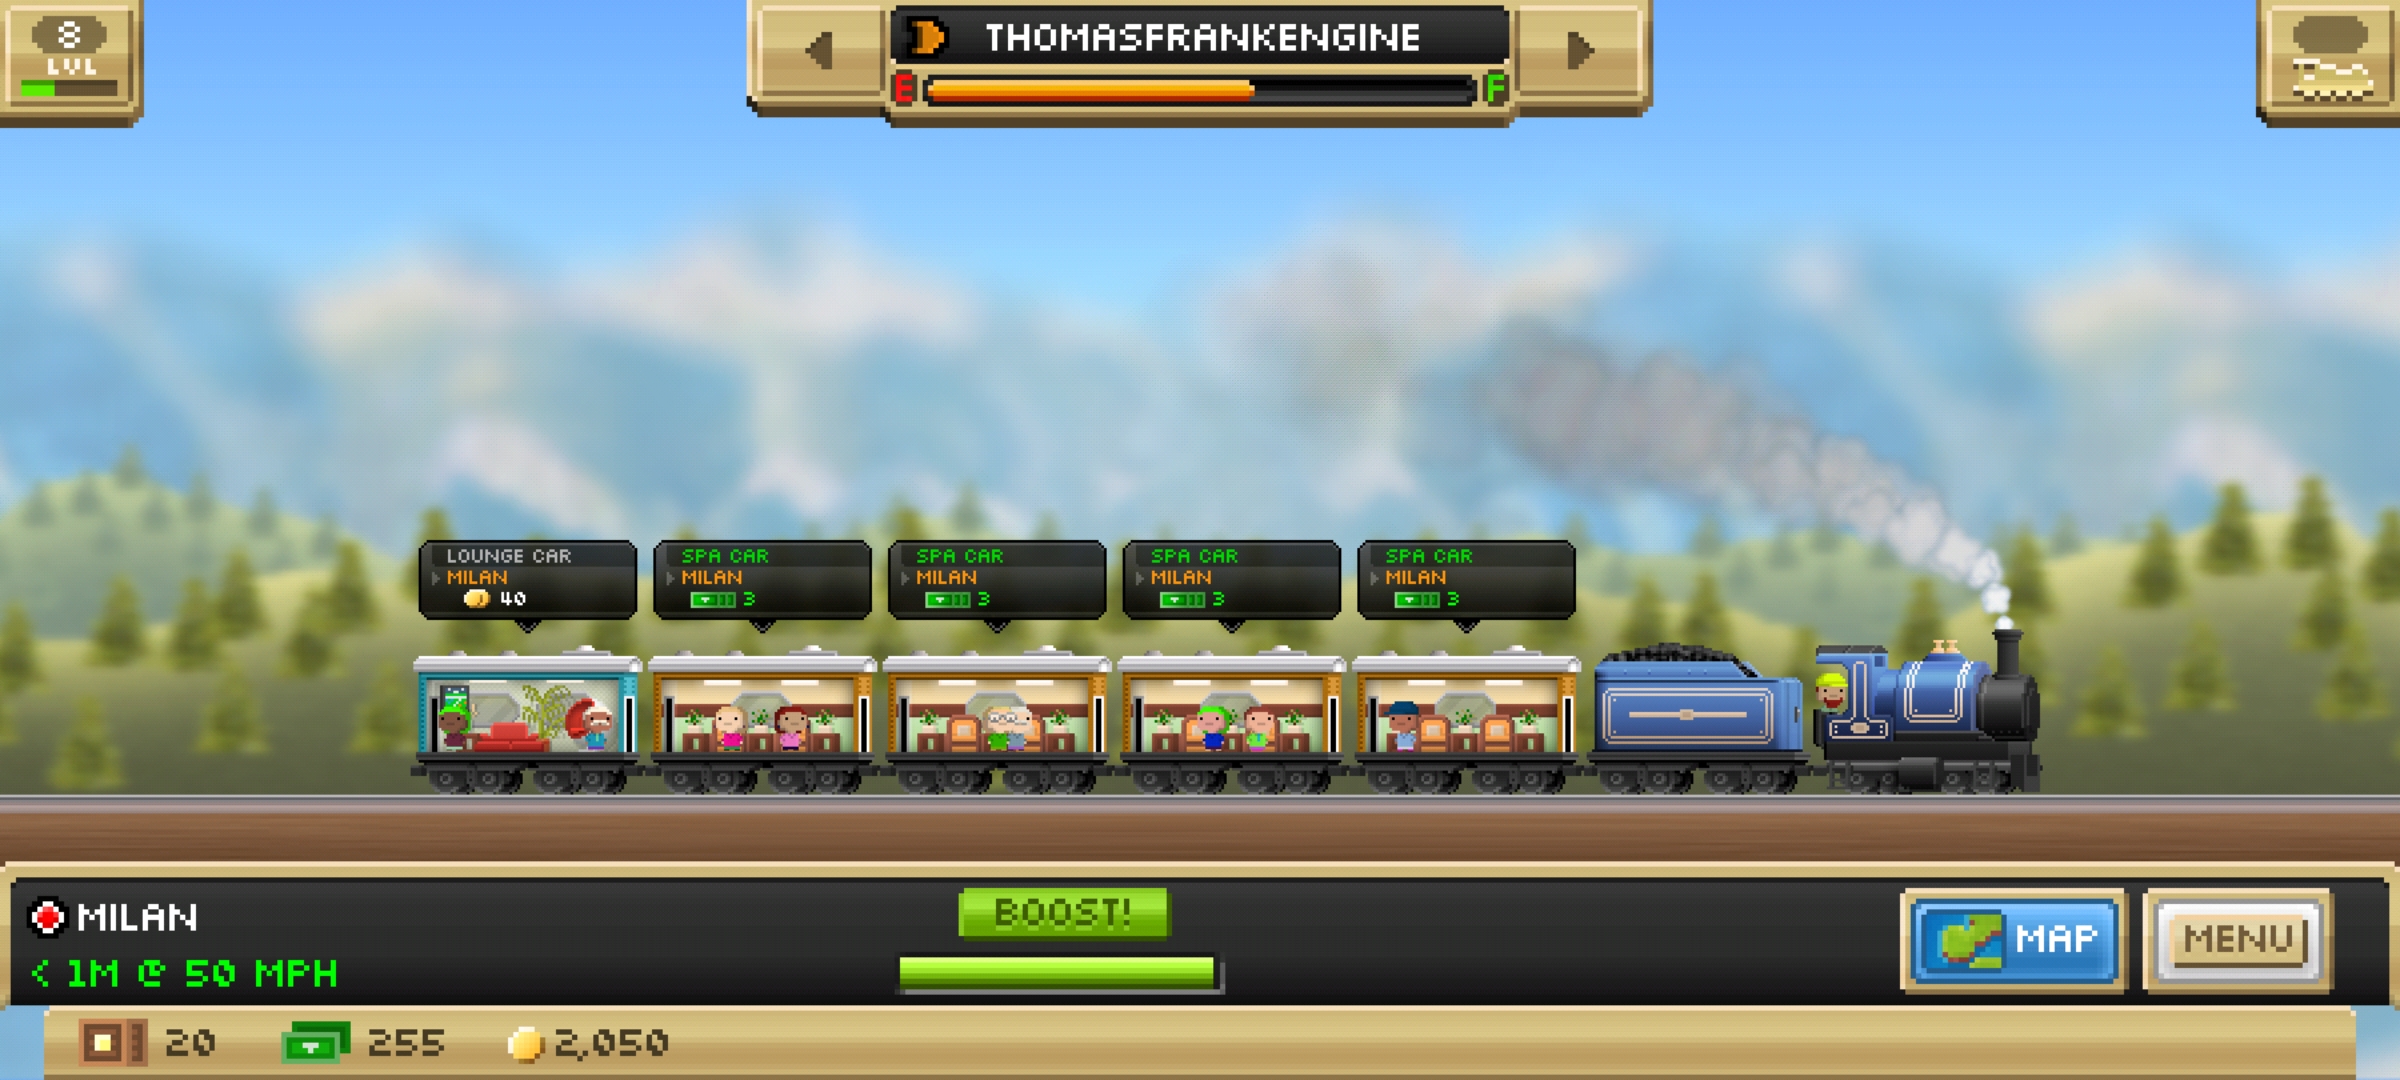 8
LVL
THOMASFRANKENGINE
E
F
LOUNGE CAR
MILAN
40
SPA CAR
MILAN
3
SPA CAR
MILAN
3
SPA CAR
MILAN
3
SPA CAR
MILAN
3
MILAN
< 1M @ 50 MPH
BOOST!
MAP
MENU
20
255
2,050